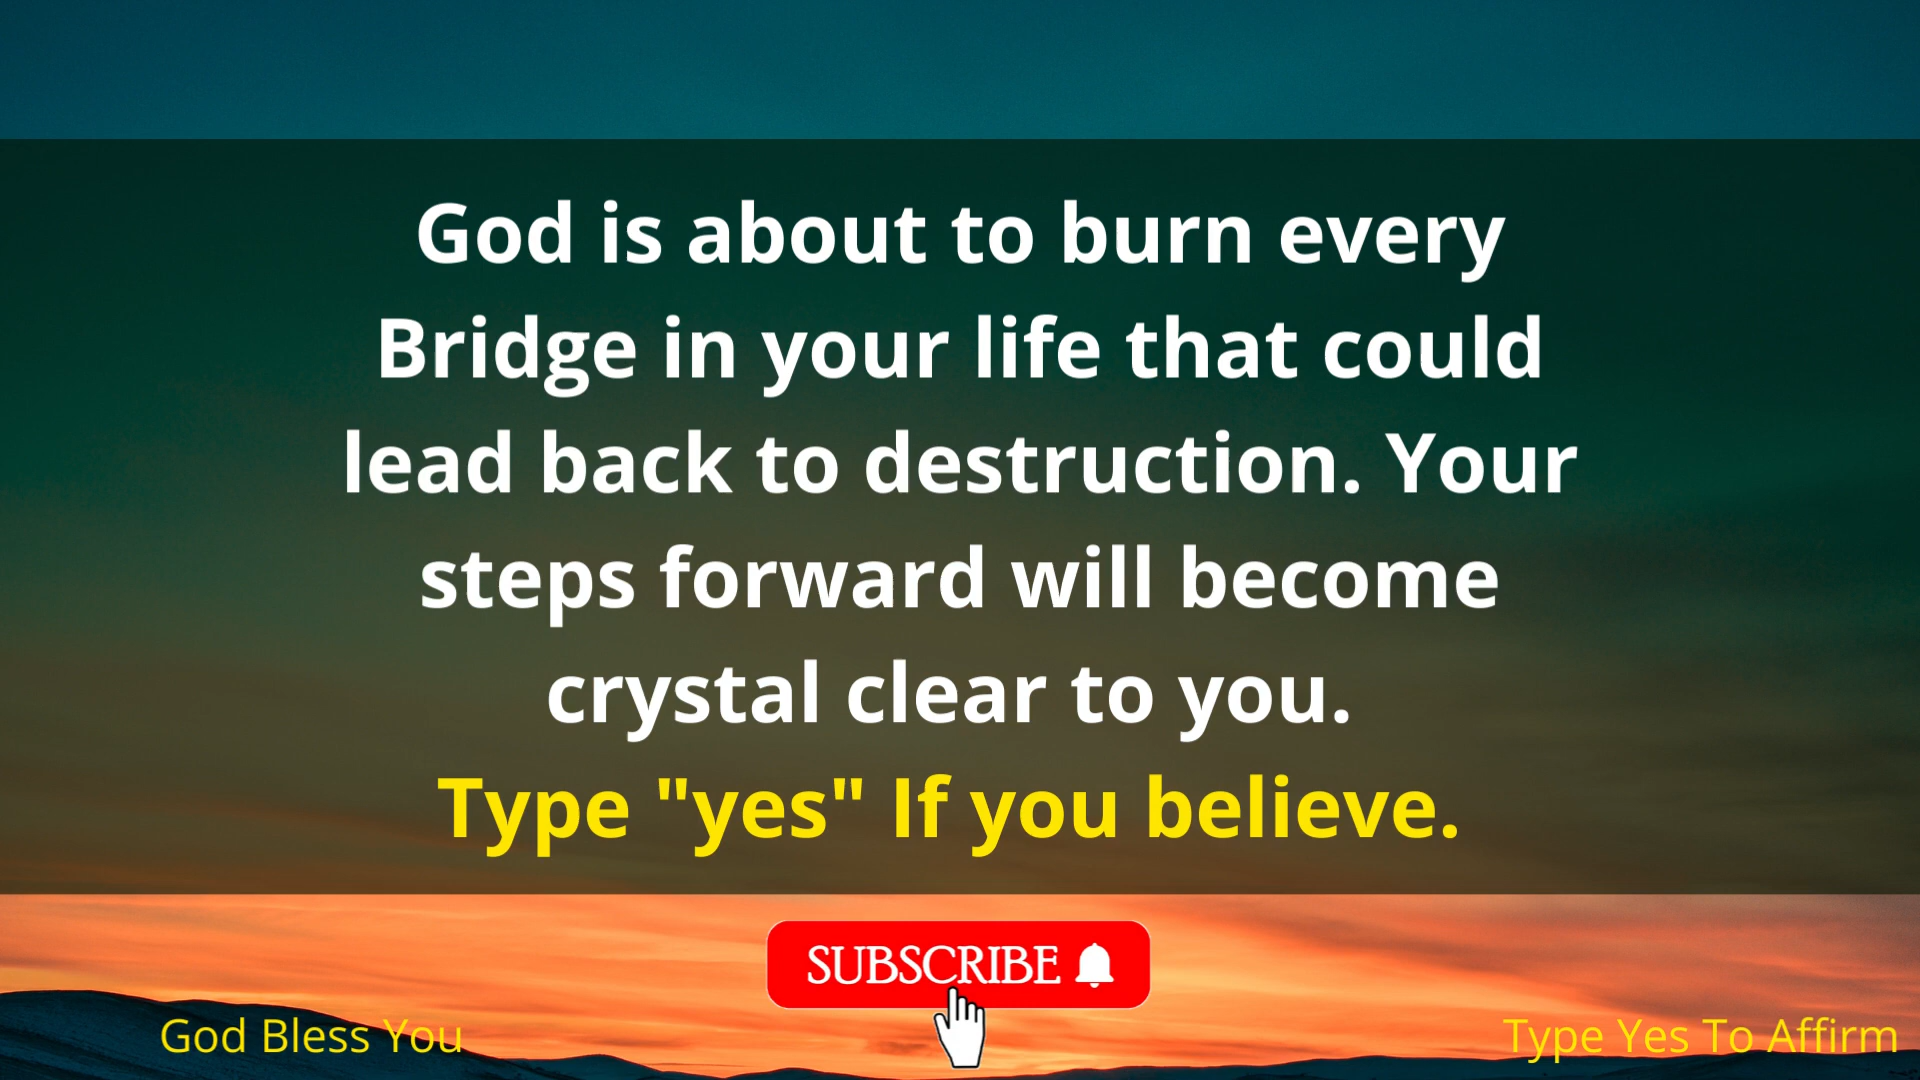 God is about to burn every
Bridge in your life that could
lead back to destruction. Your
steps forward will become
crystal clear to you.
Type "yes" If you believe.
SUBSCRIBE
God Bless You
Type Yes To Affirm